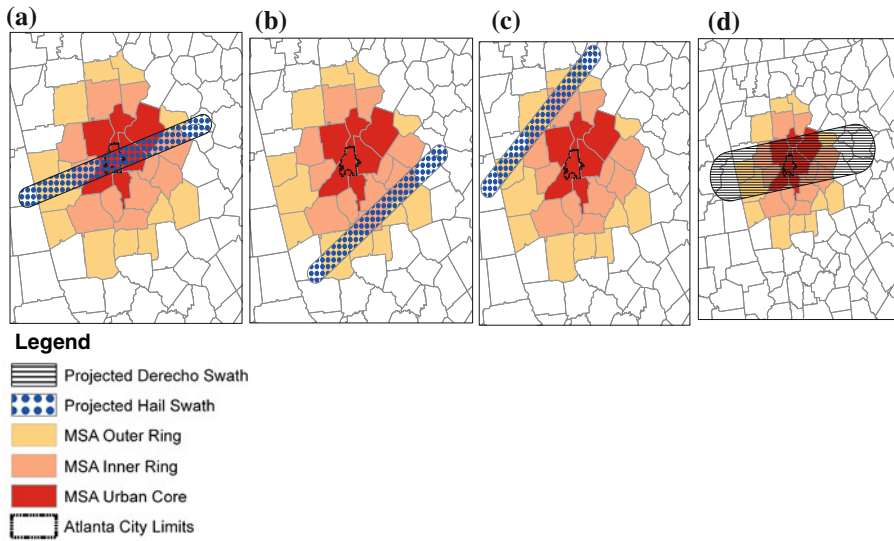 (a)
(b)
(c)
(d)
Legend
Projected Derecho Swath
Projected Hail Swath
MSA Outer Ring
MSA Inner Ring
MSA Urban Core
Atlanta City Limits